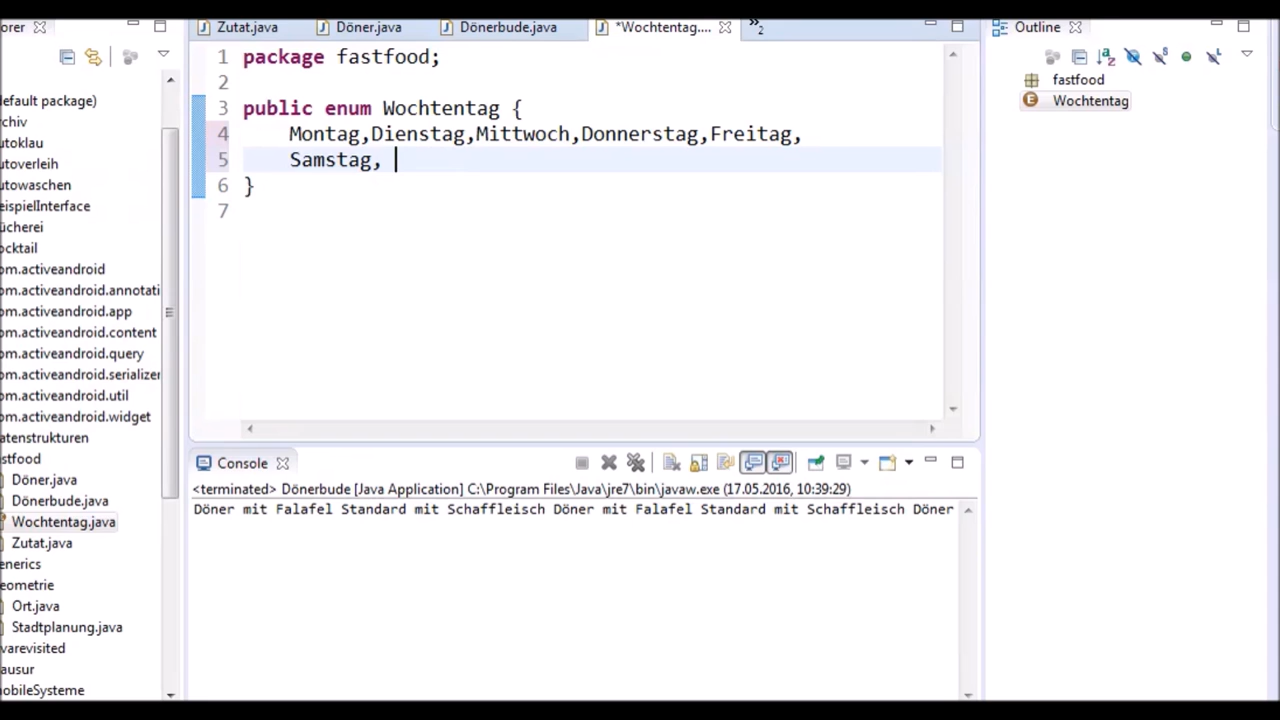 orer
Zutat.java
Döner.java
Dönerbude.java
*Wochtentag....
»2
Outline
efault package)
rchiv
utoklau
utoverleih
utowaschen
eispielInterface
ücherei
ocktail
om.activeandroid
om.activeandroid.annotati
om.activeandroid.app
om.activeandroid.content
om.activeandroid.query
om.activeandroid.serializer
om.activeandroid.util
om.activeandroid.widget
atenstrukturen
stfood
Döner.java
Dönerbude.java
Wochtentag.java
Zutat.java
enerics
eometrie
Ort.java
Stadtplanung.java
varevisited
ausur
nobileSysteme
1 package fastfood;
2
3 public enum Wochtentag {
4 Montag,Dienstag,Mittwoch,Donnerstag,Freitag,
5 Samstag,
6 }
7
fastfood
Wochtentag
Console
<terminated> Dönerbude [Java Application] C:\Program Files\Java\jre7\bin\javaw.exe (17.05.2016, 10:39:29)
Döner mit Falafel Standard mit Schaffleisch Döner mit Falafel Standard mit Schaffleisch Döner